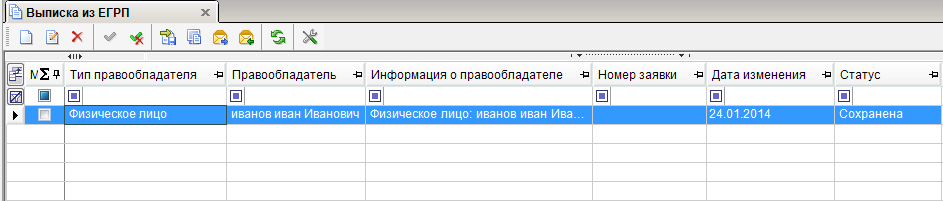 Выписка из ЕГРП
М Σ Тип правообладателя Правообладатель Информация о правообладателе Номер заявки Дата изменения Статус
Физическое лицо иванов иван Иванович Физическое лицо: иванов иван Ива... 24.01.2014 Сохранена